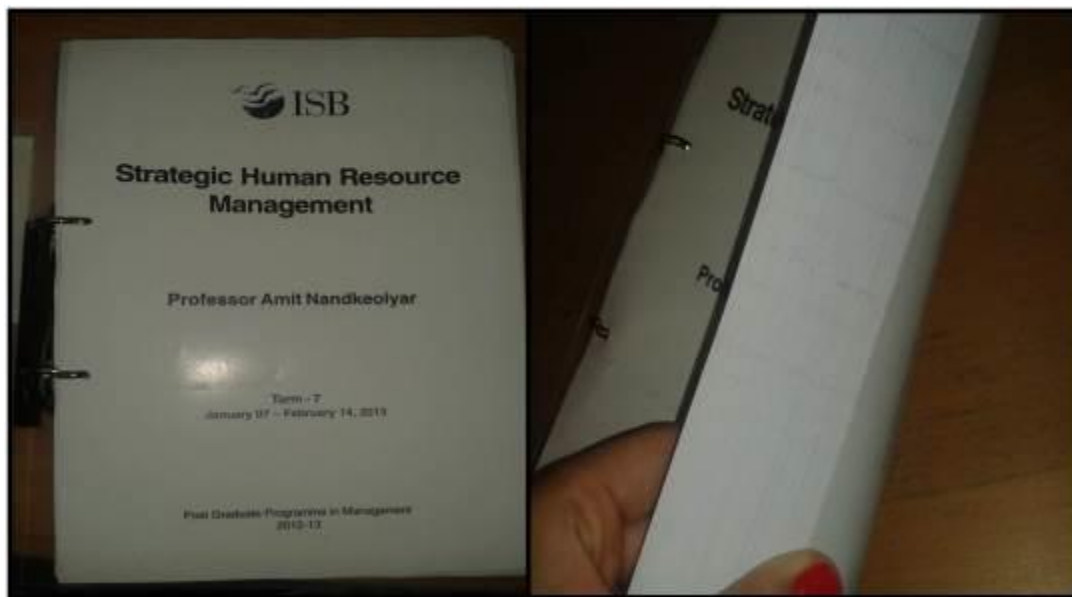 ISB
Strategic Human Resource
Management
Professor Amit Nandkeolyar
Term - 7
January 07 – February 14, 2013
Post Graduate Programme in Management
2012-13
Strat
Pro